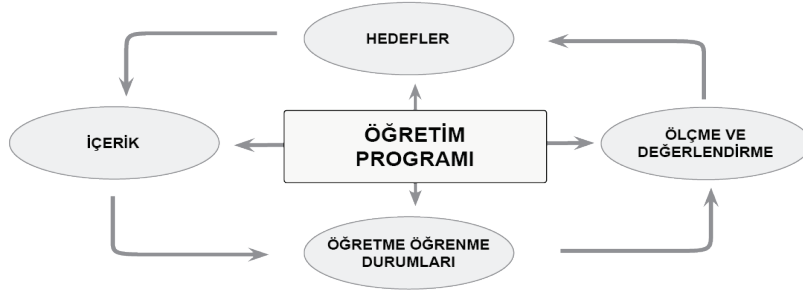 HEDEFLER
İÇERİK
ÖĞRETİM
PROGRAMI
ÖLÇME VE
DEĞERLENDİRME
ÖĞRETME ÖĞRENME
DURUMLARI